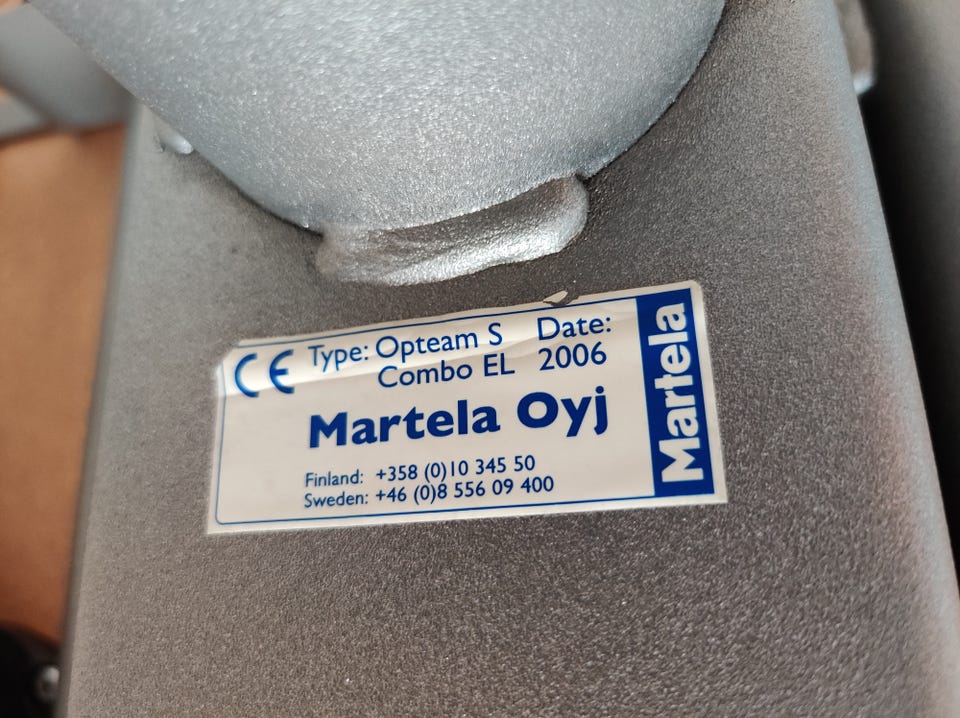 CE Type: Opteam S Date:
Combo EL 2006
Martela Oyj
Finland: +358 (0)10 345 50
Sweden: +46 (0)8 556 09 400
Martela